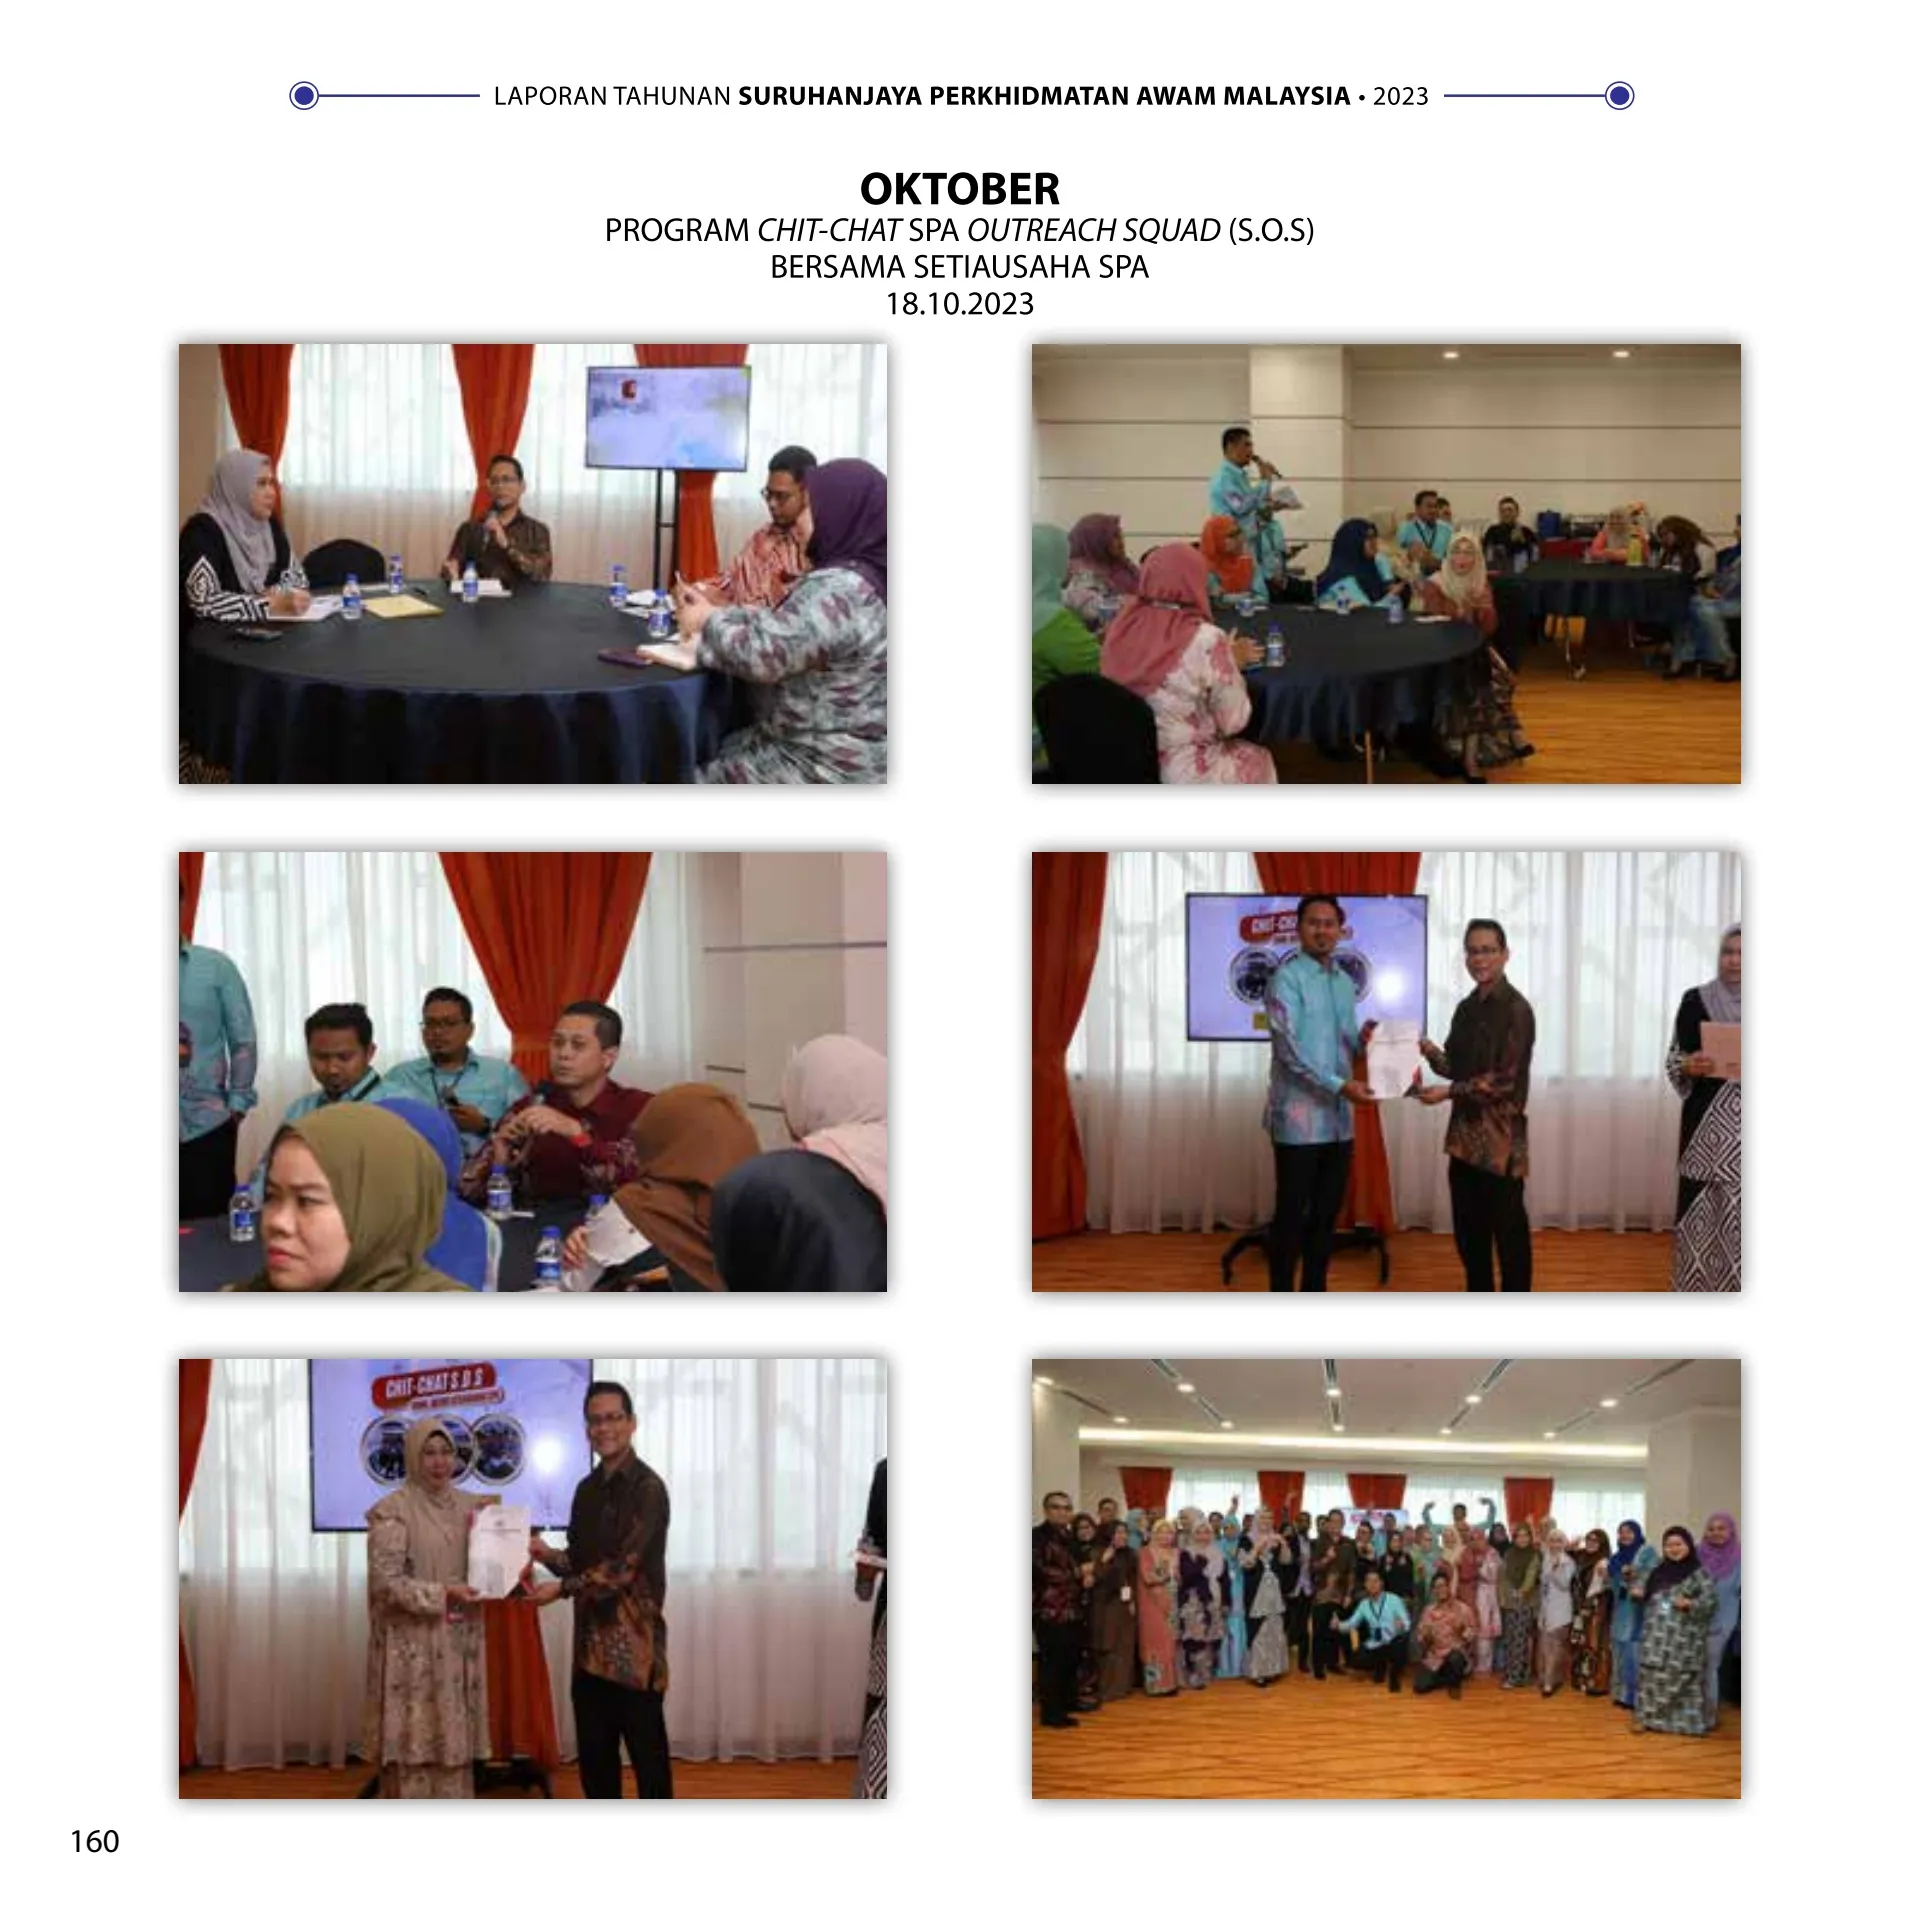 LAPORAN TAHUNAN SURUHANJAYA PERKHIDMATAN AWAM MALAYSIA • 2023
OKTOBER
PROGRAM CHIT-CHAT SPA OUTREACH SQUAD (S.O.S)
BERSAMA SETIAUSAHA SPA
18.10.2023
CHIT-CHAT S.O.S
160